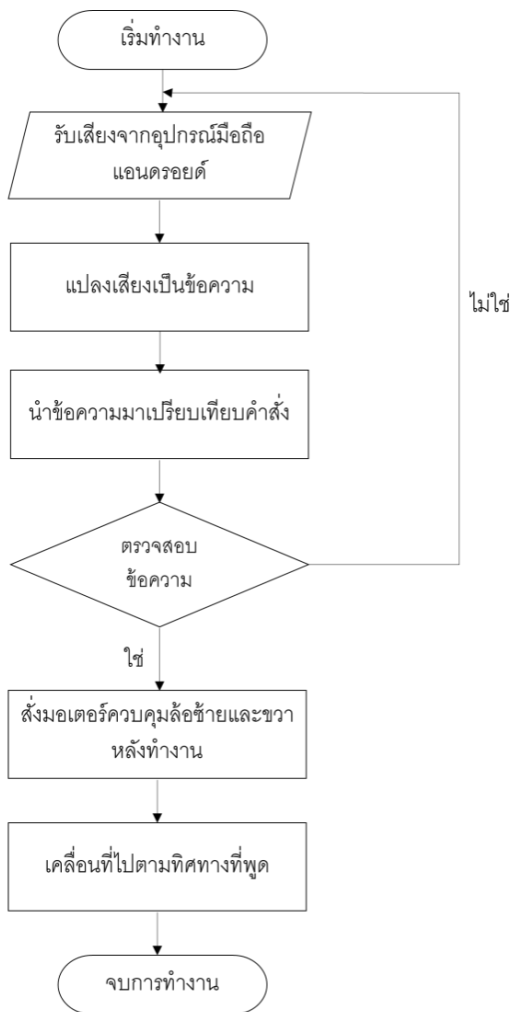 เริ่มทำงาน
รับเสียงจากอุปกรณ์มือถือ
แอนดรอยด์
แปลงเสียงเป็นข้อความ
ไม่ใช่
นำข้อความมาเปรียบเทียบคำสั่ง
ตรวจสอบ
ข้อความ
ใช่
สั่งมอเตอร์ควบคุมล้อซ้ายและขวา
หลังทำงาน
เคลื่อนที่ไปตามทิศทางที่พูด
จบการทำงาน